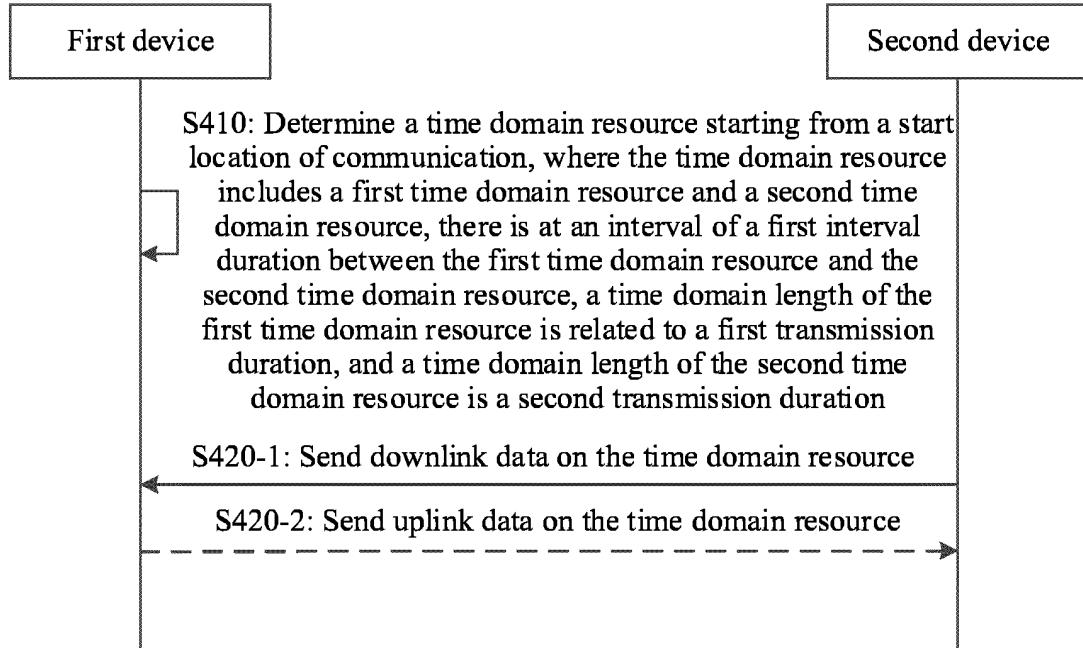 First device
Second device
S410: Determine a time domain resource starting from a start
location of communication, where the time domain resource
includes a first time domain resource and a second time
domain resource, there is at an interval of a first interval
duration between the first time domain resource and the
second time domain resource, a time domain length of the
first time domain resource is related to a first transmission
duration, and a time domain length of the second time
domain resource is a second transmission duration
S420-1: Send downlink data on the time domain resource
S420-2: Send uplink data on the time domain resource